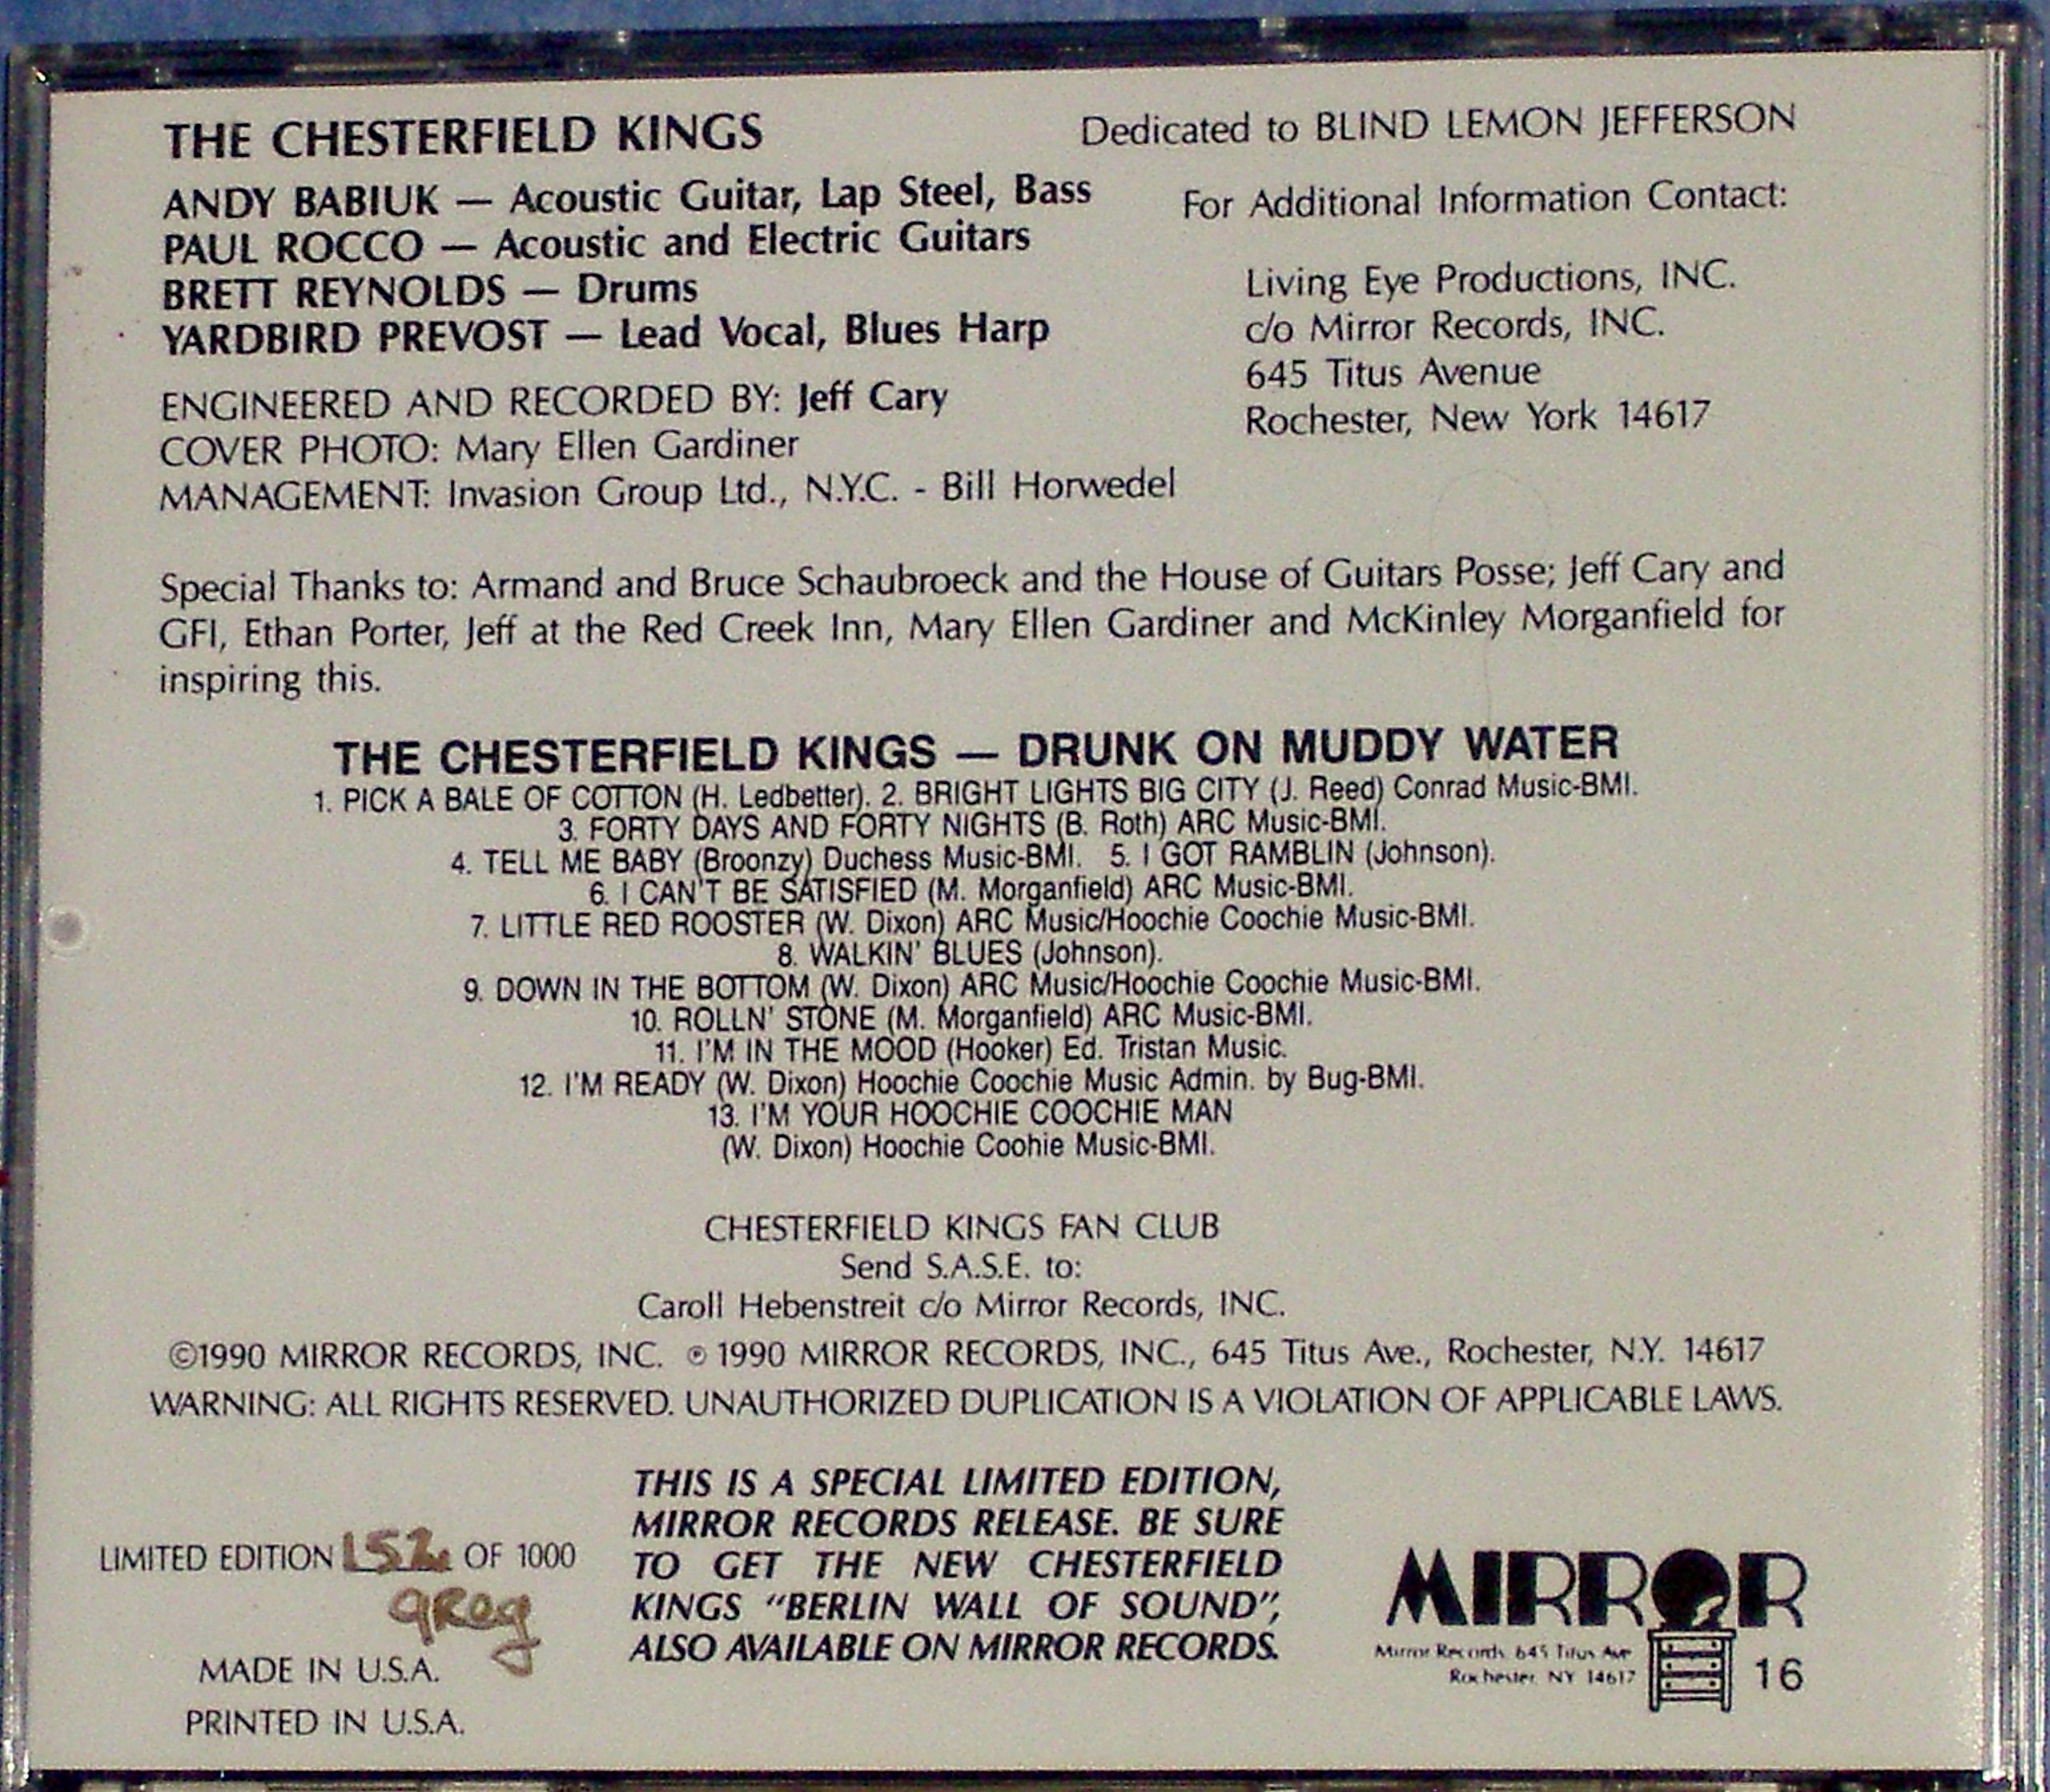 THE CHESTERFIELD KINGS
ANDY BABIUK — Acoustic Guitar, Lap Steel, Bass
PAUL ROCCO — Acoustic and Electric Guitars
BRETT REYNOLDS — Drums
YARDBIRD PREVOST — Lead Vocal, Blues Harp
ENGINEERED AND RECORDED BY: Jeff Cary
COVER PHOTO: Mary Ellen Gardiner
MANAGEMENT: Invasion Group Ltd., N.Y.C. - Bill Horwedel
Dedicated to BLIND LEMON JEFFERSON
For Additional Information Contact:
Living Eye Productions, INC.
c/o Mirror Records, INC.
645 Titus Avenue
Rochester, New York 14617
Special Thanks to: Armand and Bruce Schaubroeck and the House of Guitars Posse; Jeff Cary and
GFI, Ethan Porter, Jeff at the Red Creek Inn, Mary Ellen Gardiner and McKinley Morganfield for
inspiring this.
THE CHESTERFIELD KINGS — DRUNK ON MUDDY WATER
1. PICK A BALE OF COTTON (H. Ledbetter). 2. BRIGHT LIGHTS BIG CITY (J. Reed) Conrad Music-BMI.
3. FORTY DAYS AND FORTY NIGHTS (B. Roth) ARC Music-BMI.
4. TELL ME BABY (Broonzy) Duchess Music-BMI. 5. I GOT RAMBLIN (Johnson).
6. I CAN'T BE SATISFIED (M. Morganfield) ARC Music-BMI.
7. LITTLE RED ROOSTER (W. Dixon) ARC Music/Hoochie Coochie Music-BMI.
8. WALKIN' BLUES (Johnson).
9. DOWN IN THE BOTTOM (W. Dixon) ARC Music/Hoochie Coochie Music-BMI.
10. ROLLN' STONE (M. Morganfield) ARC Music-BMI.
11. I'M IN THE MOOD (Hooker) Ed. Tristan Music.
12. I'M READY (W. Dixon) Hoochie Coochie Music Admin. by Bug-BMI.
13. I'M YOUR HOOCHIE COOCHIE MAN
(W. Dixon) Hoochie Coohie Music-BMI.
CHESTERFIELD KINGS FAN CLUB
Send S.A.S.E. to:
Caroll Hebenstreit c/o Mirror Records, INC.
©1990 MIRROR RECORDS, INC. ℗ 1990 MIRROR RECORDS, INC., 645 Titus Ave., Rochester, N.Y. 14617
WARNING: ALL RIGHTS RESERVED. UNAUTHORIZED DUPLICATION IS A VIOLATION OF APPLICABLE LAWS.
LIMITED EDITION 152 OF 1000
greg
MADE IN U.S.A.
PRINTED IN U.S.A.
THIS IS A SPECIAL LIMITED EDITION,
MIRROR RECORDS RELEASE. BE SURE
TO GET THE NEW CHESTERFIELD
KINGS "BERLIN WALL OF SOUND",
ALSO AVAILABLE ON MIRROR RECORDS.
MIRROR
Mirror Records 645 Titus Ave
Rochester, NY 14617
16